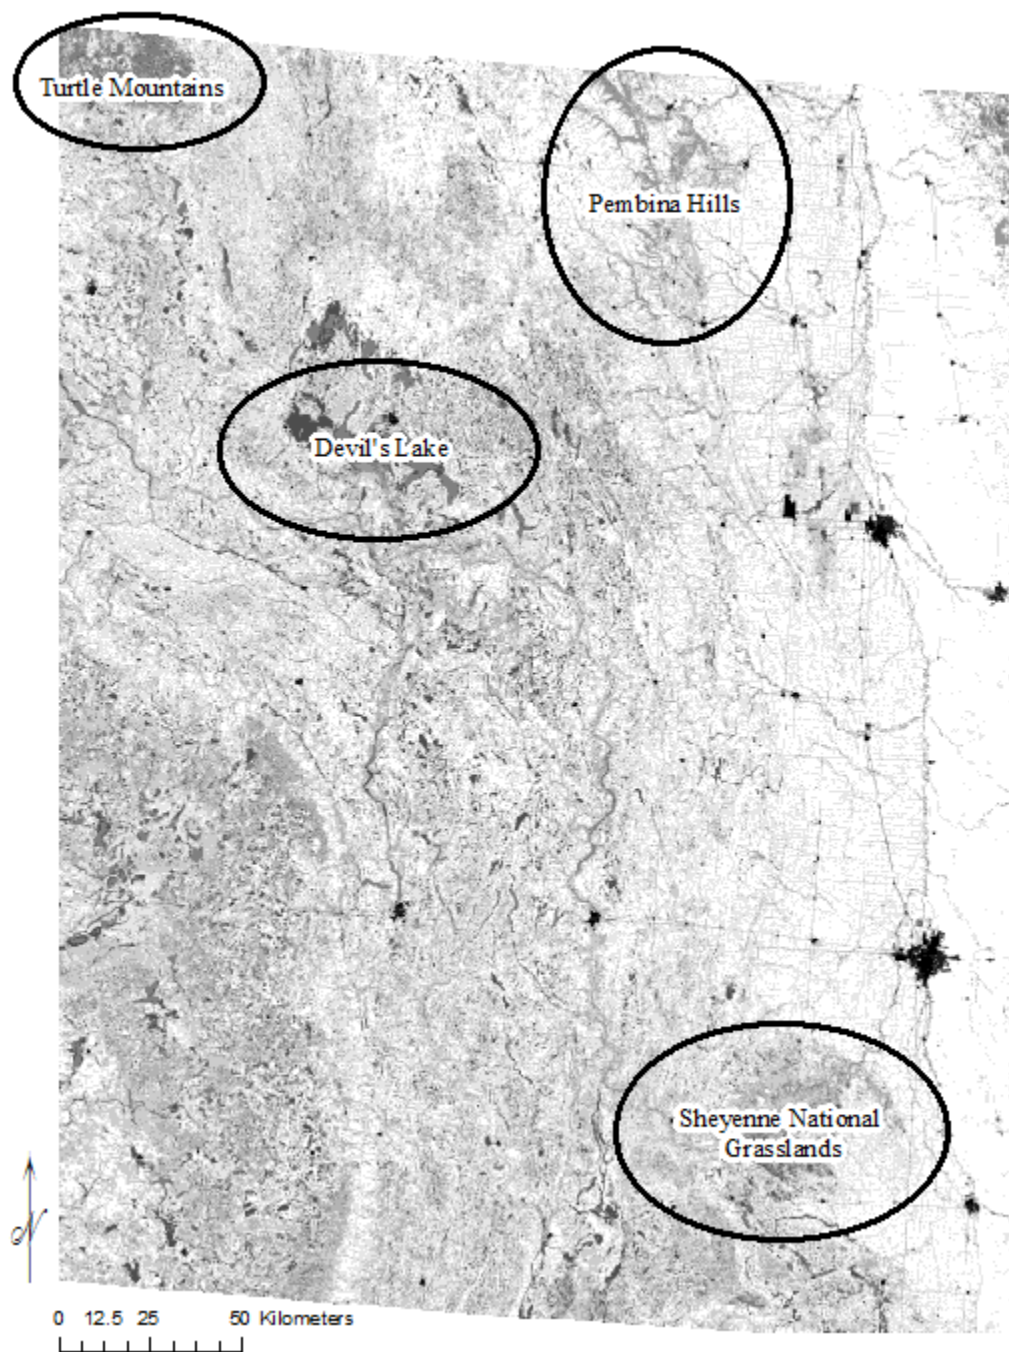 Turtle Mountains
Pembina Hills
Devil's Lake
Sheyenne National
Grasslands
N
0 12.5 25 50 Kilometers